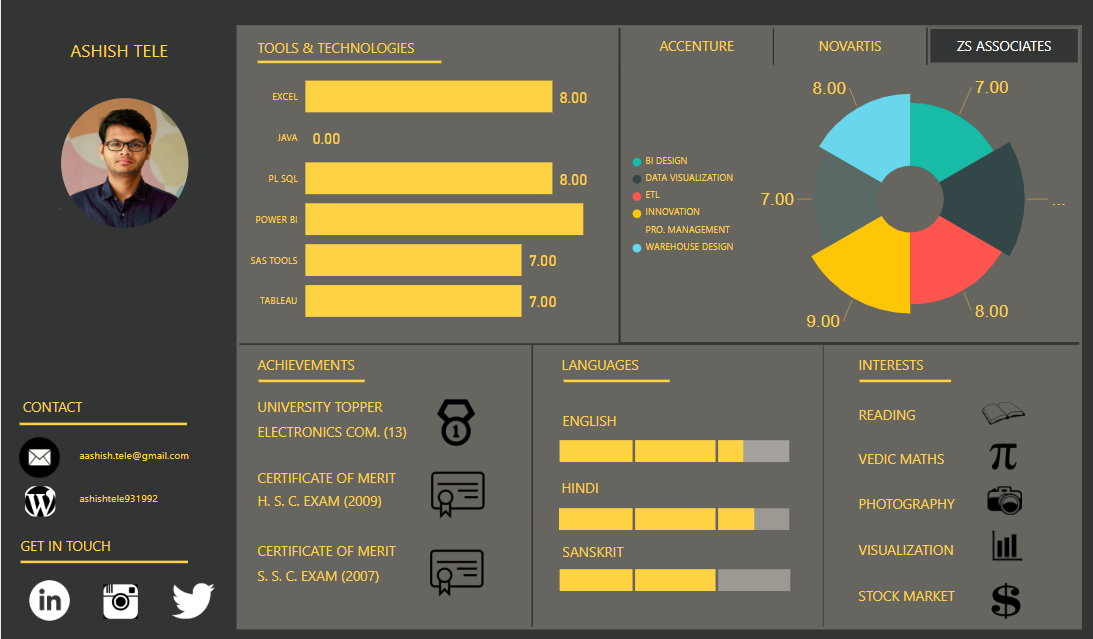 ASHISH TELE
CONTACT
aashish.tele@gmail.com
ashishtele931992
GET IN TOUCH
in
TOOLS & TECHNOLOGIES
EXCEL 8.00
JAVA 0.00
PL SQL 8.00
POWER BI
SAS TOOLS 7.00
TABLEAU 7.00
ACCENTURE NOVARTIS ZS ASSOCIATES
BI DESIGN
DATA VISUALIZATION
ETL
INNOVATION
PRO. MANAGEMENT
WAREHOUSE DESIGN
8.00 7.00
7.00 ...
9.00 8.00
ACHIEVEMENTS
UNIVERSITY TOPPER
ELECTRONICS COM. (13)
1
CERTIFICATE OF MERIT
H. S. C. EXAM (2009)
CERTIFICATE OF MERIT
S. S. C. EXAM (2007)
LANGUAGES
ENGLISH
HINDI
SANSKRIT
INTERESTS
READING
VEDIC MATHS π
PHOTOGRAPHY
VISUALIZATION
STOCK MARKET $